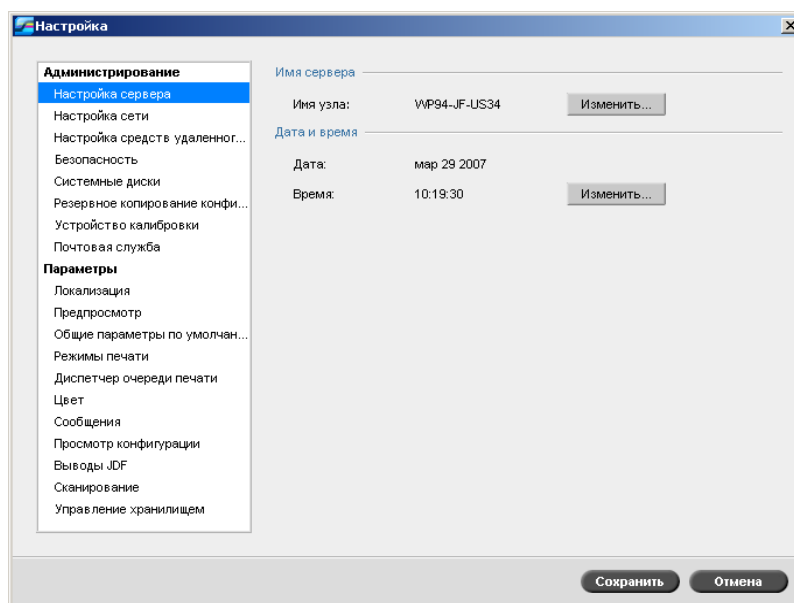 Настройка
Администрирование
Настройка сервера
Настройка сети
Настройка средств удаленног...
Безопасность
Системные диски
Резервное копирование конфи...
Устройство калибровки
Почтовая служба
Параметры
Локализация
Предпросмотр
Общие параметры по умолчан...
Режимы печати
Диспетчер очереди печати
Цвет
Сообщения
Просмотр конфигурации
Выводы JDF
Сканирование
Управление хранилищем
Имя сервера
Имя узла: WP94-JF-US34 Изменить...
Дата и время
Дата: мар 29 2007
Время: 10:19:30 Изменить...
Сохранить Отмена